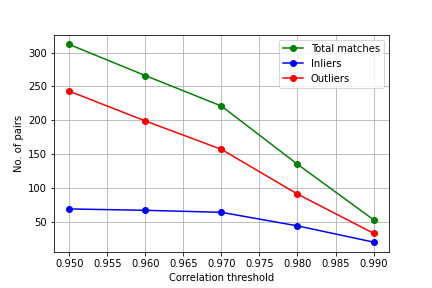 Total matches
Inliers
Outliers
No. of pairs
300
250
200
150
100
50
0.950 0.955 0.960 0.965 0.970 0.975 0.980 0.985 0.990
Correlation threshold